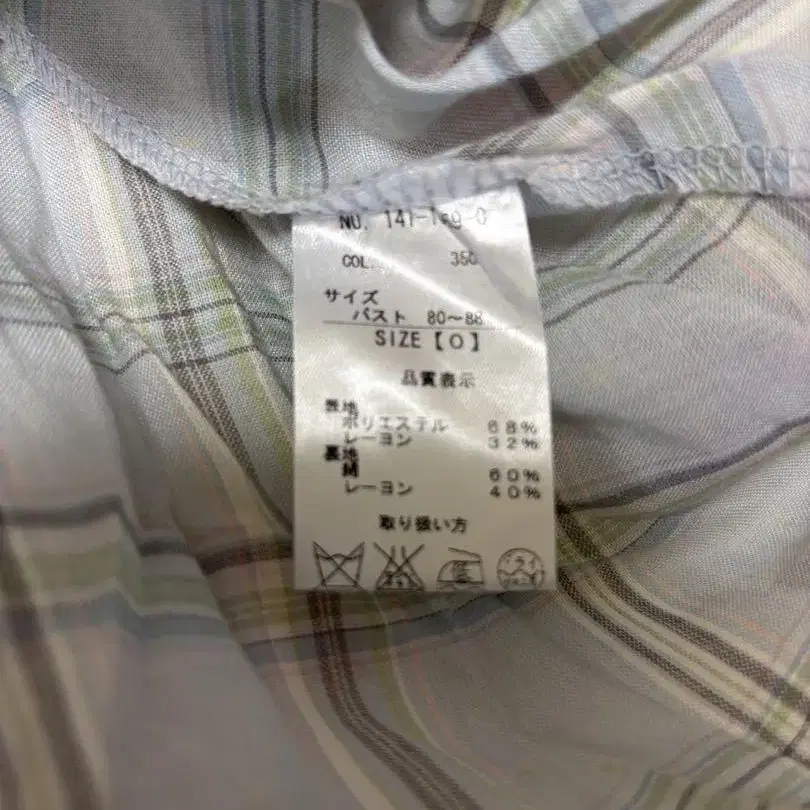 NO. 141-1
COL. 350
サイズ
バスト 80~88
SIZE【O】
品質表示
表地
ポリエステル 68%
レーヨン 32%
裏地
綿 60%
レーヨン 40%
取り扱い方
低